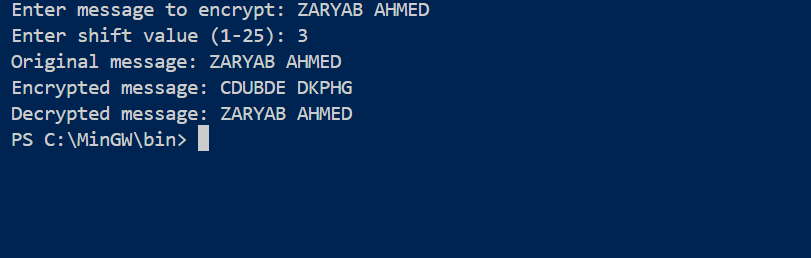 Enter message to encrypt: ZARYAB AHMED
Enter shift value (1-25): 3
Original message: ZARYAB AHMED
Encrypted message: CDUBDE DKPHG
Decrypted message: ZARYAB AHMED
PS C:\MinGW\bin>